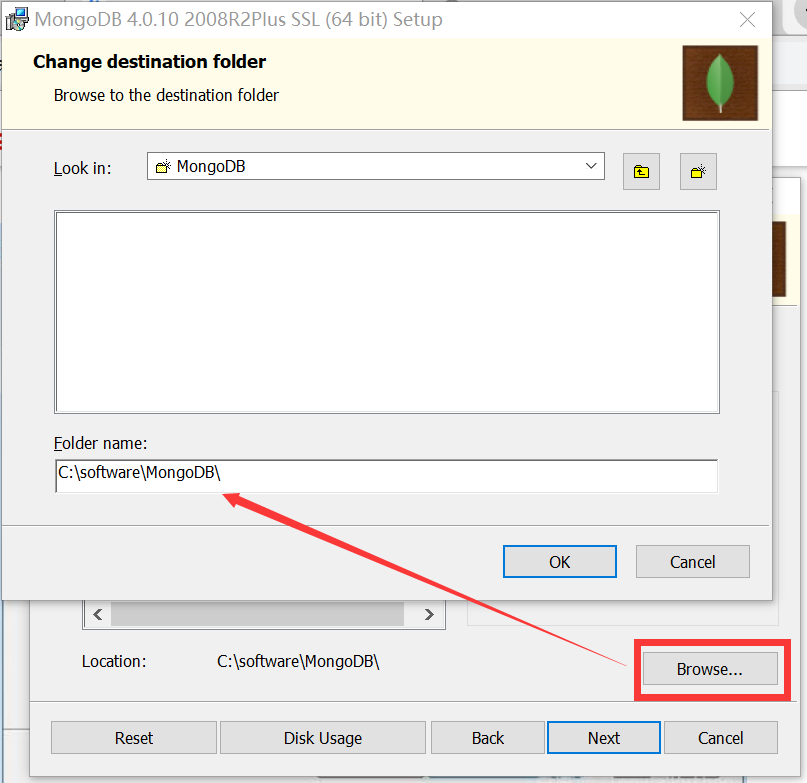 MongoDB 4.0.10 2008R2Plus SSL (64 bit) Setup
Change destination folder
Browse to the destination folder
Look in:
MongoDB
Folder name:
C:\software\MongoDB\
OK
Cancel
Location:
C:\software\MongoDB\
Browse...
Reset
Disk Usage
Back
Next
Cancel